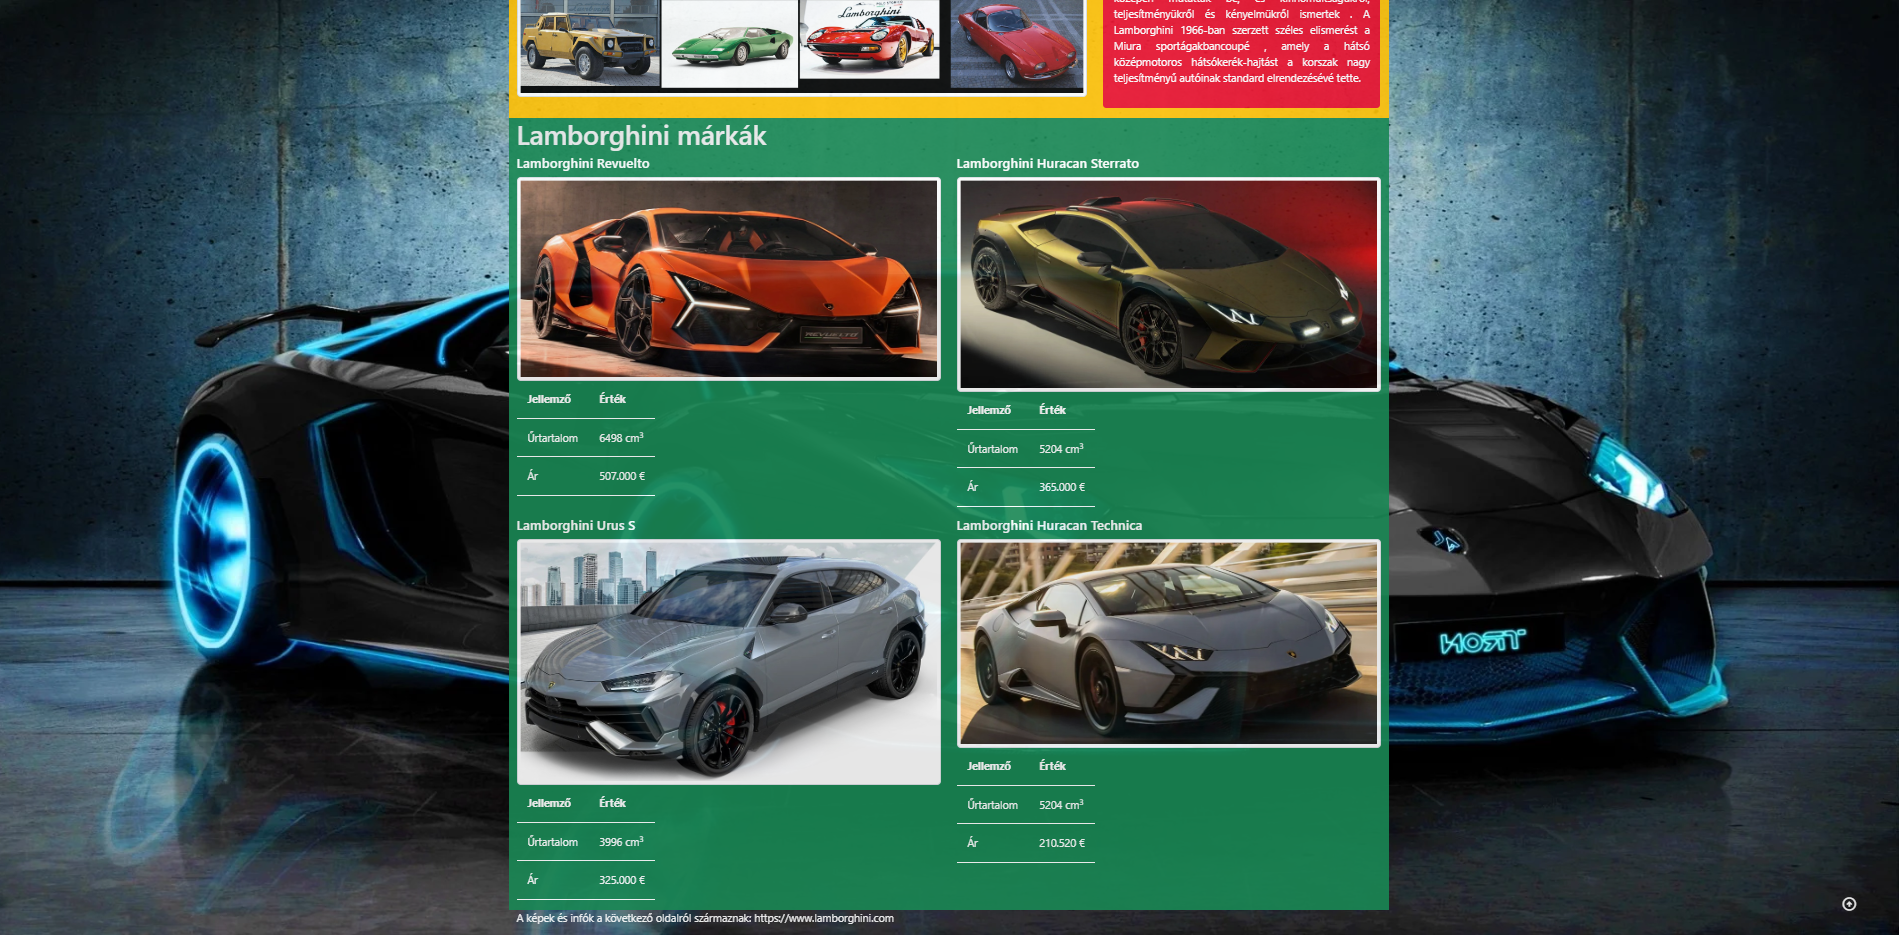 Lamborghini
teljesítményükről és kényelmükről ismertek . A
Lamborghini 1966-ban szerzett széles elismerést a
Miura sportágakbancoupé , amely a hátsó
középmotoros hátsókerék-hajtást a korszak nagy
teljesítményű autóinak standard elrendezésévé tette.
Lamborghini márkák
Lamborghini Revuelto
REVUELTO
Jellemző Érték
Űrtartalom 6498 cm³
Ár 507.000 €
Lamborghini Huracan Sterrato
Jellemző Érték
Űrtartalom 5204 cm³
Ár 365.000 €
Lamborghini Urus S
Jellemző Érték
Űrtartalom 3996 cm³
Ár 325.000 €
Lamborghini Huracan Technica
Jellemző Érték
Űrtartalom 5204 cm³
Ár 210.520 €
A képek és infók a következő oldalról származnak: https://www.lamborghini.com